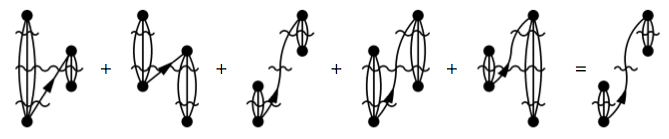 + + + + =